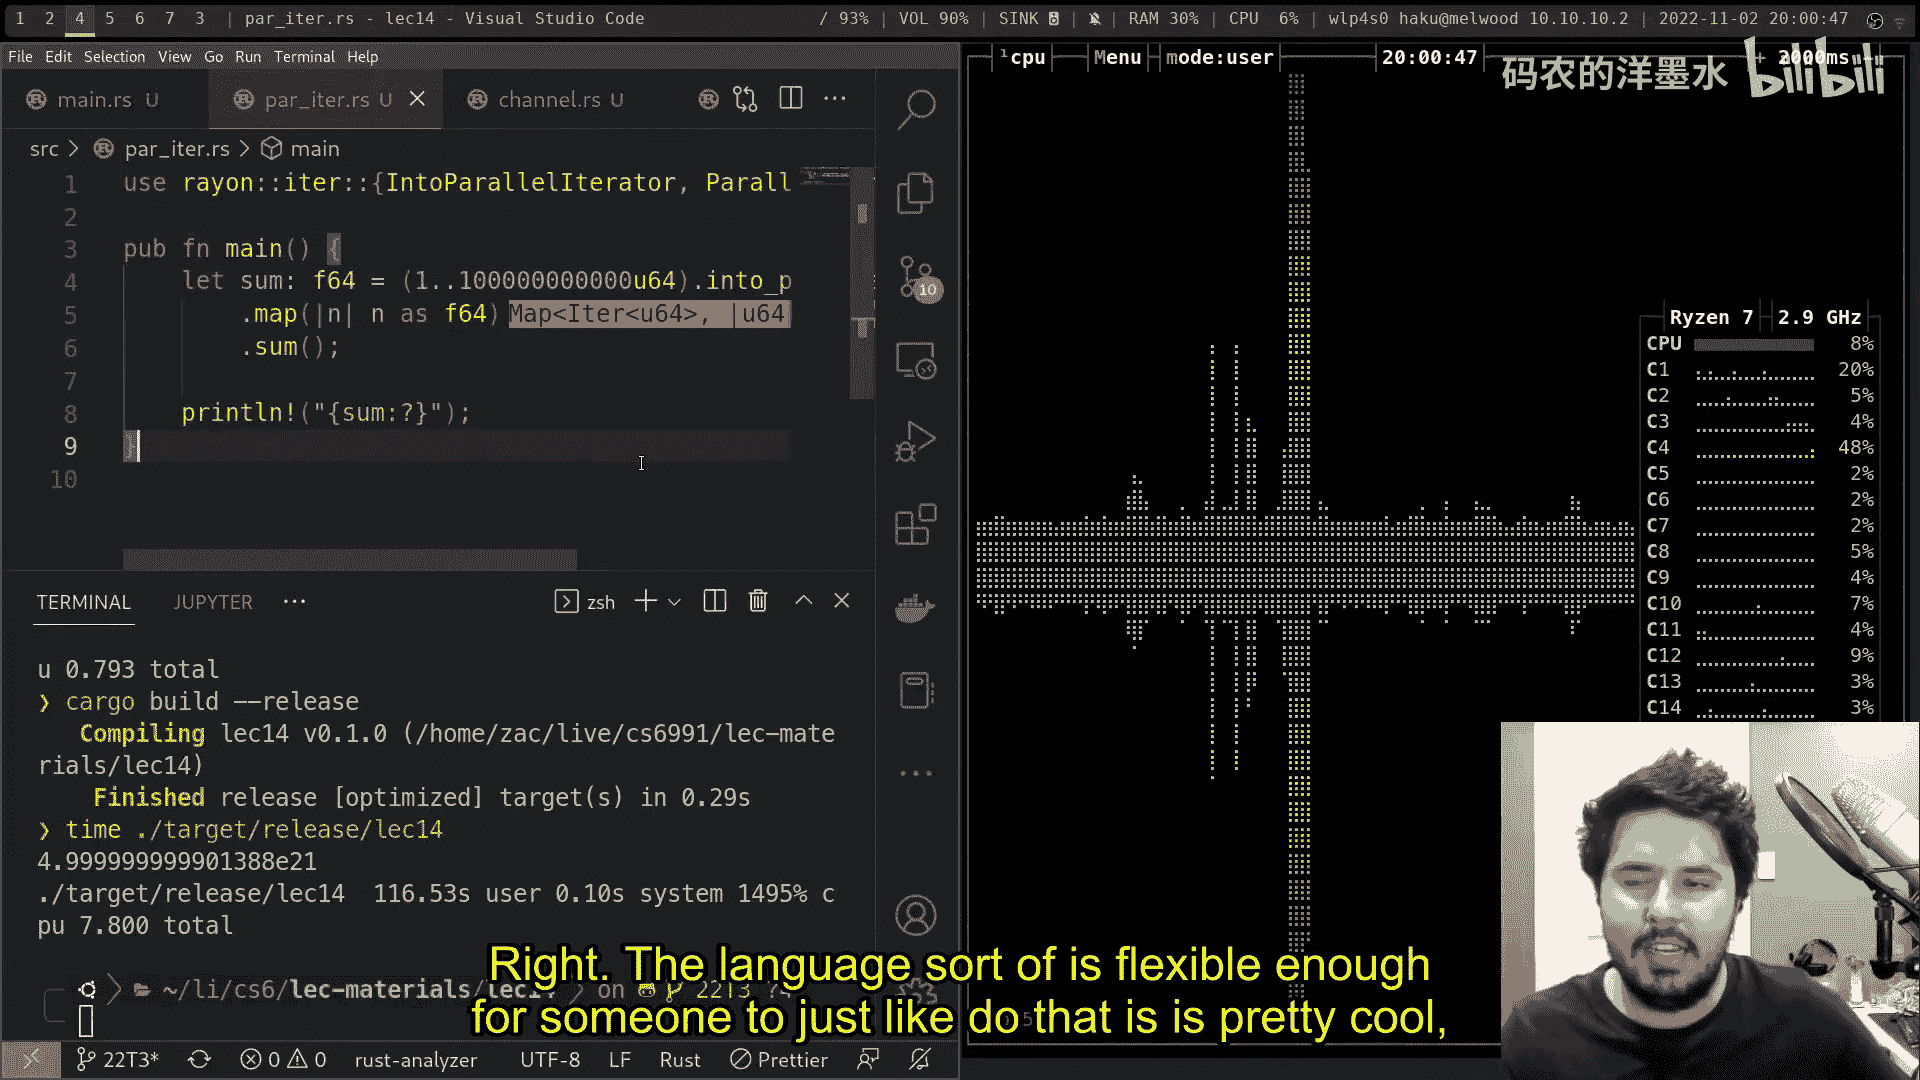 1 2 4 5 6 7 3 | par_iter.rs - lec14 - Visual Studio Code
/ 93% | VOL 90% | SINK | | RAM 30% | CPU 6% | wlp4s0 haku@melwood 10.10.10.2 | 2022-11-02 20:00:47
File Edit Selection View Go Run Terminal Help
main.rs U par_iter.rs U channel.rs U
src > par_iter.rs > main
1 use rayon::iter::{IntoParallelIterator, Parall
2
3 pub fn main() {
4 let sum: f64 = (1..100000000000u64).into_p
5 .map(|n| n as f64) Map<Iter<u64>, |u64
6 .sum();
7
8 println!("{sum:?}");
9 }
10
10
TERMINAL JUPYTER ··· zsh
u 0.793 total
❯ cargo build --release
Compiling lec14 v0.1.0 (/home/zac/live/cs6991/lec-mate
rials/lec14)
Finished release [optimized] target(s) in 0.29s
❯ time ./target/release/lec14
4.999999999901388e21
./target/release/lec14 116.53s user 0.10s system 1495% c
pu 7.800 total
~/li/cs6/lec-materials/lec14 on 22T3
22T3* 0 0 rust-analyzer UTF-8 LF Rust Prettier
¹cpu Menu mode:user 20:00:47 + 2000ms
码农的洋墨水 bilibili
Ryzen 7 2.9 GHz
CPU 8%
C1 20%
C2 5%
C3 4%
C4 48%
C5 2%
C6 2%
C7 2%
C8 5%
C9 4%
C10 7%
C11 4%
C12 9%
C13 3%
C14 3%
Right. The language sort of is flexible enough
for someone to just like do that is is pretty cool,